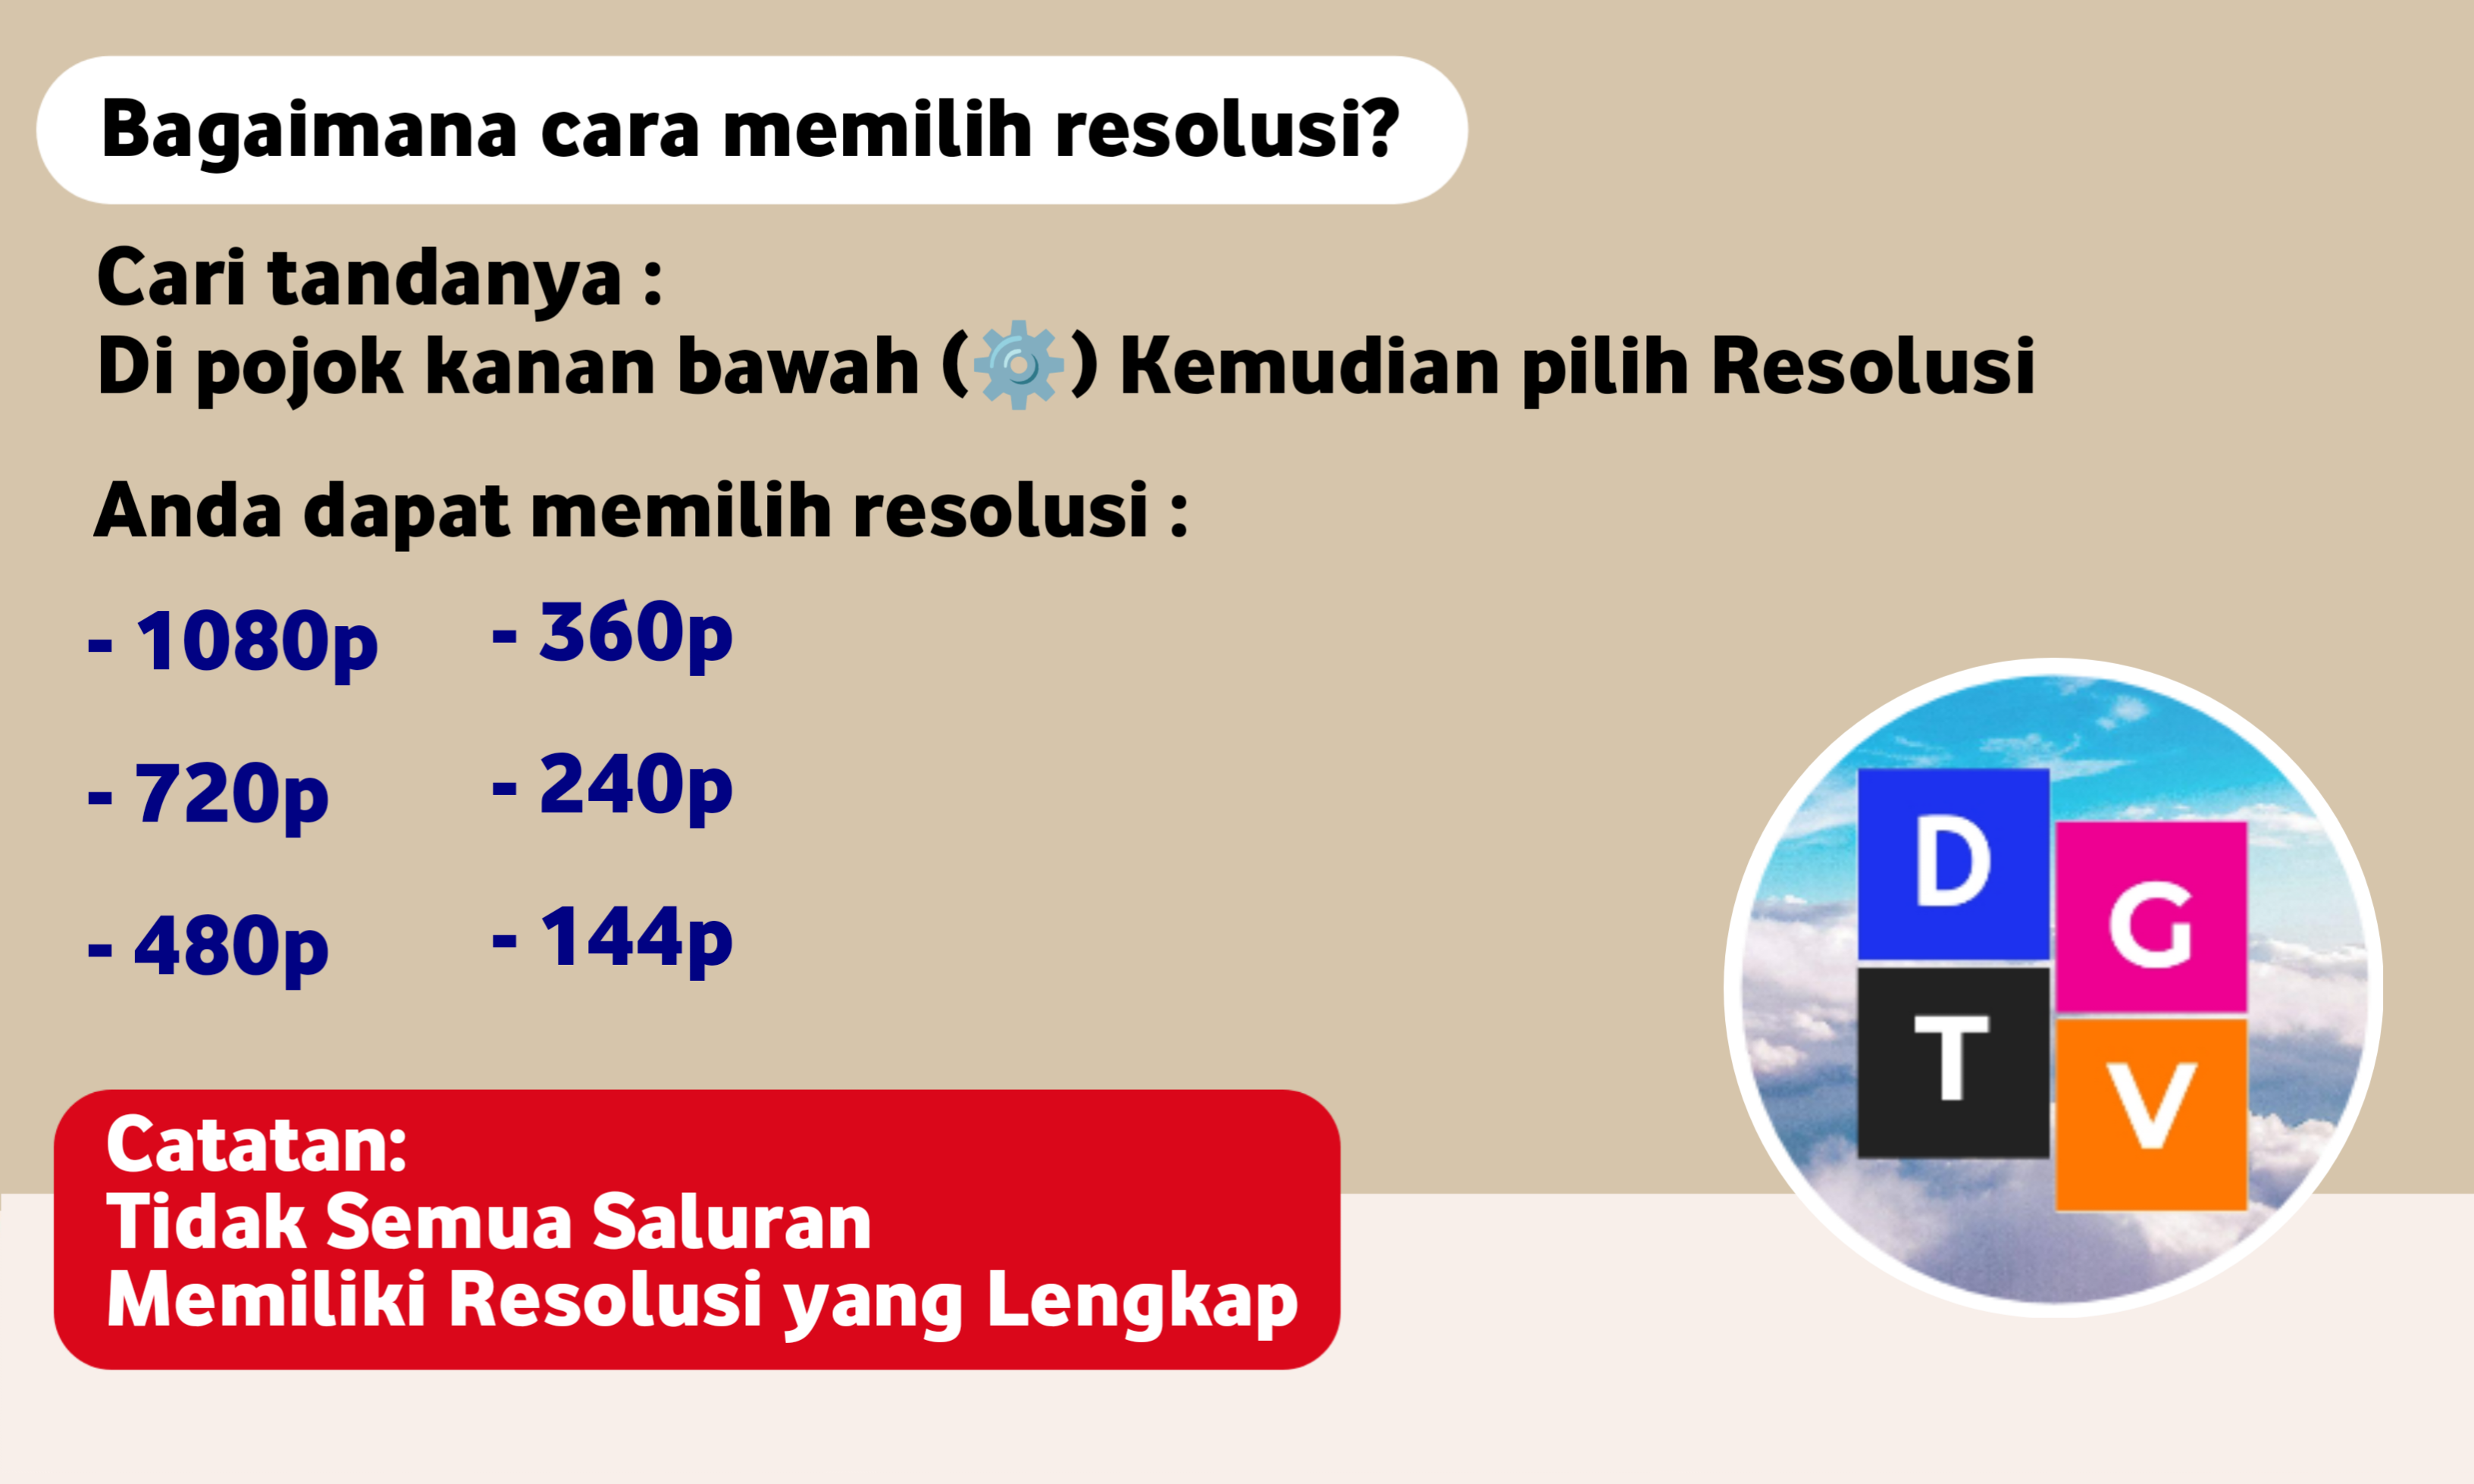 Bagaimana cara memilih resolusi?
Cari tandanya :
Di pojok kanan bawah (⚙️) Kemudian pilih Resolusi
Anda dapat memilih resolusi :
- 1080p
- 720p
- 480p
- 360p
- 240p
- 144p
D
G
T
V
Catatan:
Tidak Semua Saluran
Memiliki Resolusi yang Lengkap